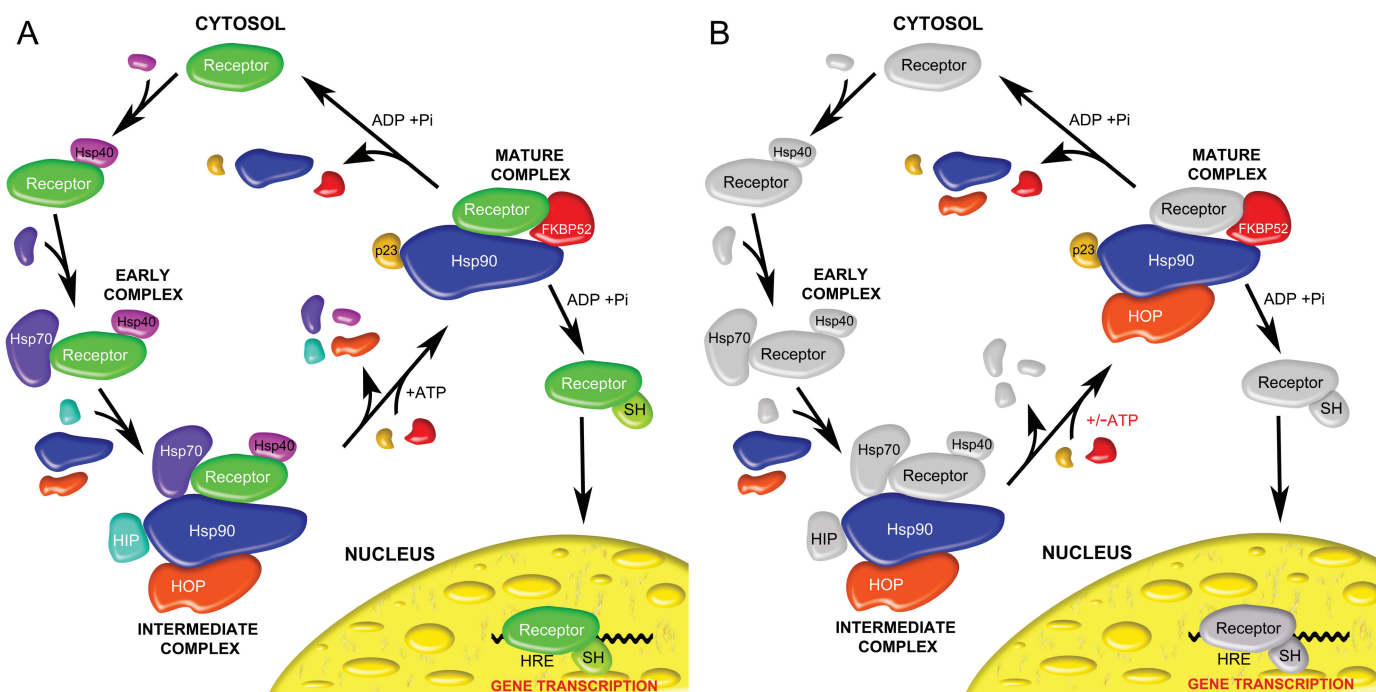 A
CYTOSOL
Receptor
Hsp40
Receptor
ADP +Pi
MATURE
COMPLEX
Receptor
FKBP52
p23
Hsp90
EARLY
COMPLEX
Hsp70
Hsp40
Receptor
ADP +Pi
+ATP
Receptor
SH
Hsp70
Hsp40
Receptor
HIP
Hsp90
HOP
INTERMEDIATE
COMPLEX
NUCLEUS
Receptor
HRE
SH
GENE TRANSCRIPTION
B
CYTOSOL
Receptor
Hsp40
Receptor
ADP +Pi
MATURE
COMPLEX
Receptor
FKBP52
p23
Hsp90
HOP
EARLY
COMPLEX
Hsp70
Hsp40
Receptor
ADP +Pi
+/-ATP
Receptor
SH
Hsp70
Hsp40
Receptor
HIP
Hsp90
HOP
INTERMEDIATE
COMPLEX
NUCLEUS
Receptor
HRE
SH
GENE TRANSCRIPTION